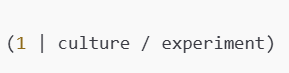 (1 | culture / experiment)